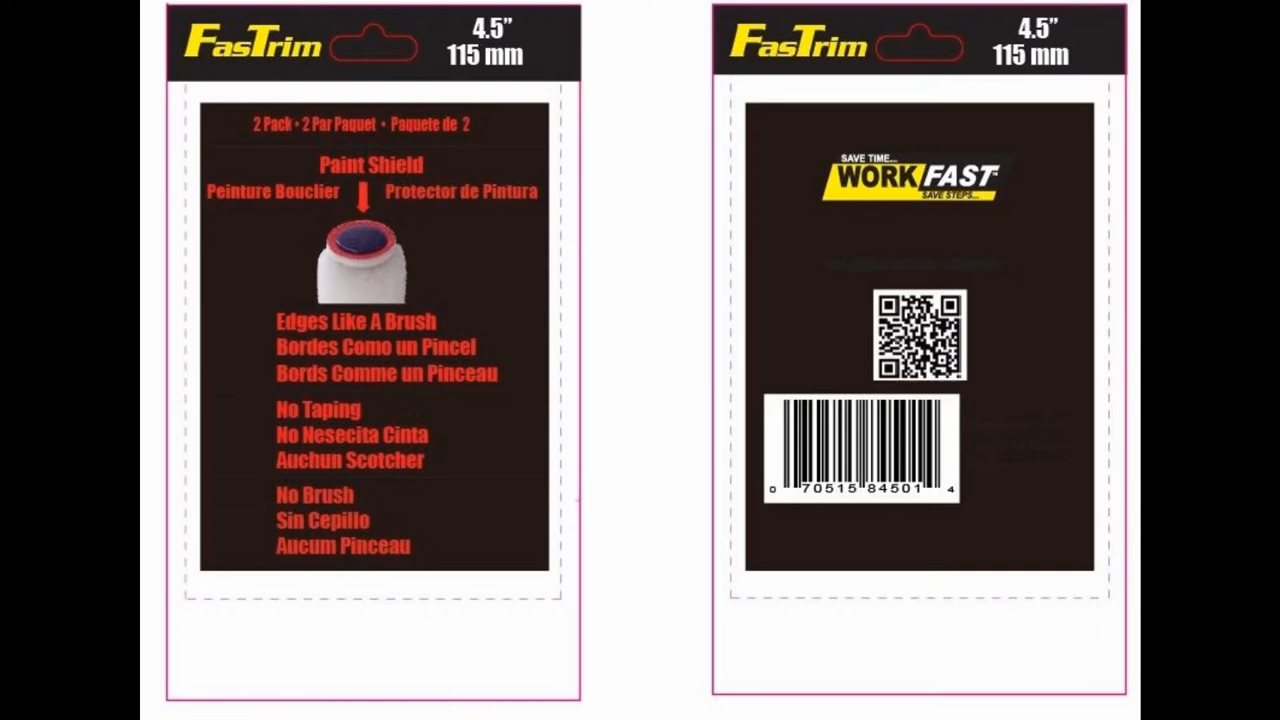 FasTrim
4.5”
115 mm
2 Pack • 2 Par Paquet • Paquete de 2
Paint Shield
Peinture Bouclier Protector de Pintura
Edges Like A Brush
Bordes Como un Pincel
Bords Comme un Pinceau
No Taping
No Nesecita Cinta
Auchun Scotcher
No Brush
Sin Cepillo
Aucum Pinceau
FasTrim
4.5”
115 mm
SAVE TIME...
WORK FAST™
SAVE STEPS...
0 70515 84501 4